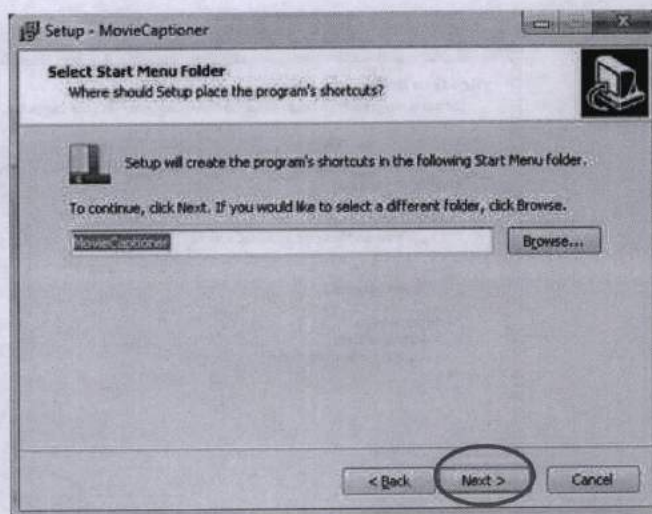 Setup - MovieCaptioner
Select Start Menu Folder
Where should Setup place the program's shortcuts?
Setup will create the program's shortcuts in the following Start Menu folder.
To continue, click Next. If you would like to select a different folder, click Browse.
MovieCaptioner
Browse...
< Back
Next >
Cancel